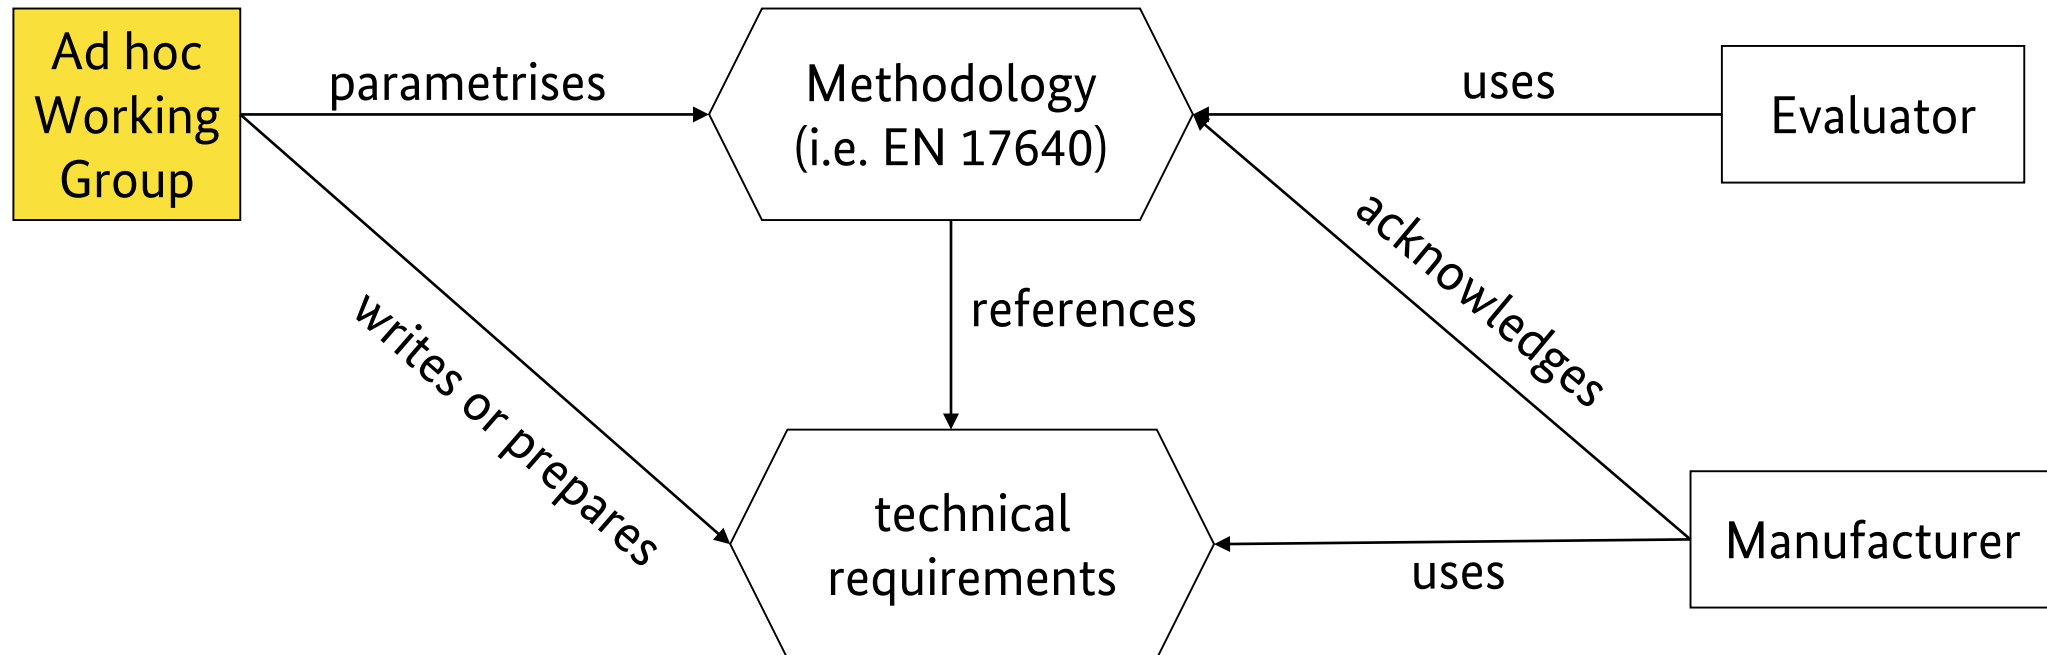 Ad hoc
Working
Group
parametrises
Methodology
(i.e. EN 17640)
uses
Evaluator
acknowledges
references
writes or prepares
technical
requirements
uses
Manufacturer